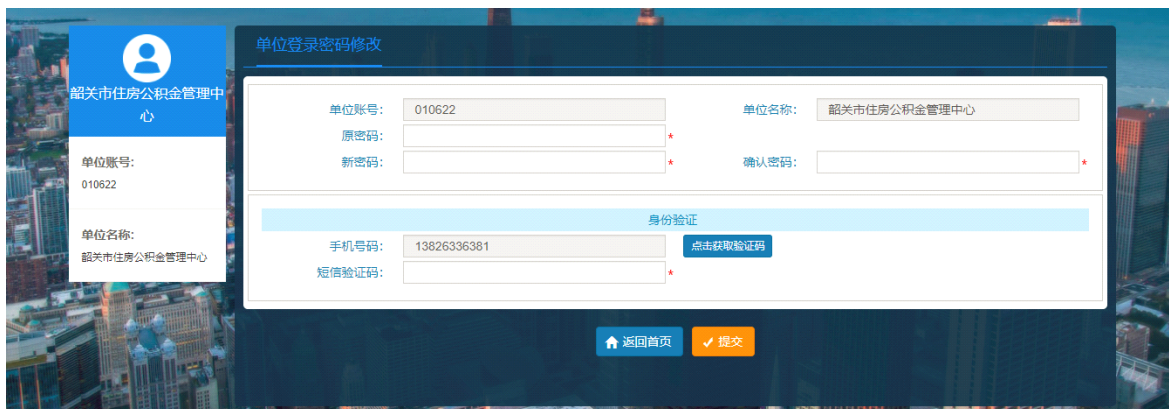 单位登录密码修改
韶关市住房公积金管理中
心
单位账号：
010622
单位名称：
韶关市住房公积金管理中心
单位账号： 010622 单位名称： 韶关市住房公积金管理中心
原密码： *
新密码： * 确认密码： *
身份验证
手机号码： 13826336381 点击获取验证码
短信验证码： *
返回首页 提交